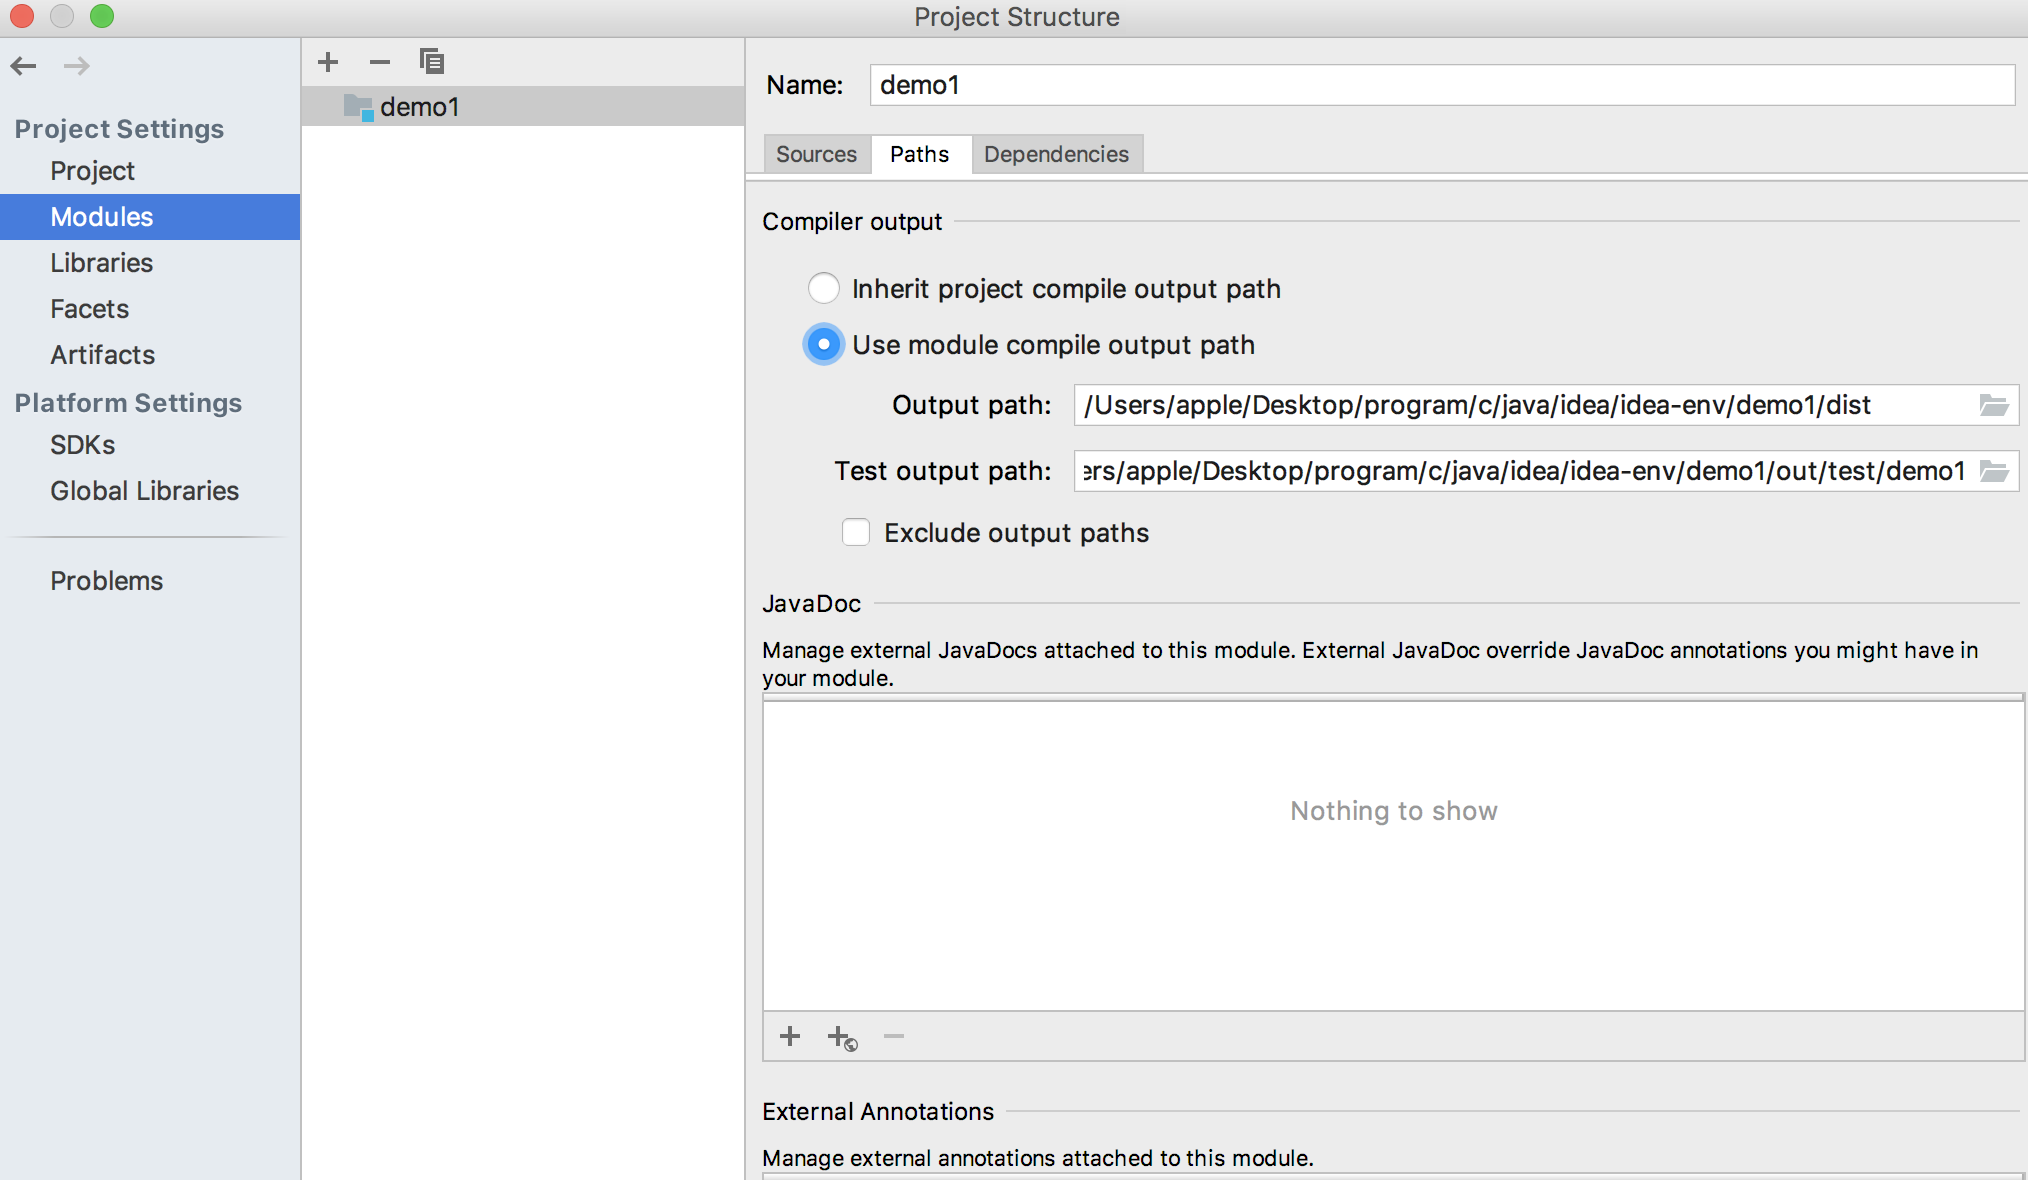 Project Structure
Project Settings
Project
Modules
Libraries
Facets
Artifacts
Platform Settings
SDKs
Global Libraries
Problems
demo1
Name: demo1
Sources Paths Dependencies
Compiler output
Inherit project compile output path
Use module compile output path
Output path: /Users/apple/Desktop/program/c/java/idea/idea-env/demo1/dist
Test output path: ers/apple/Desktop/program/c/java/idea/idea-env/demo1/out/test/demo1
Exclude output paths
JavaDoc
Manage external JavaDocs attached to this module. External JavaDoc override JavaDoc annotations you might have in
your module.
Nothing to show
External Annotations
Manage external annotations attached to this module.